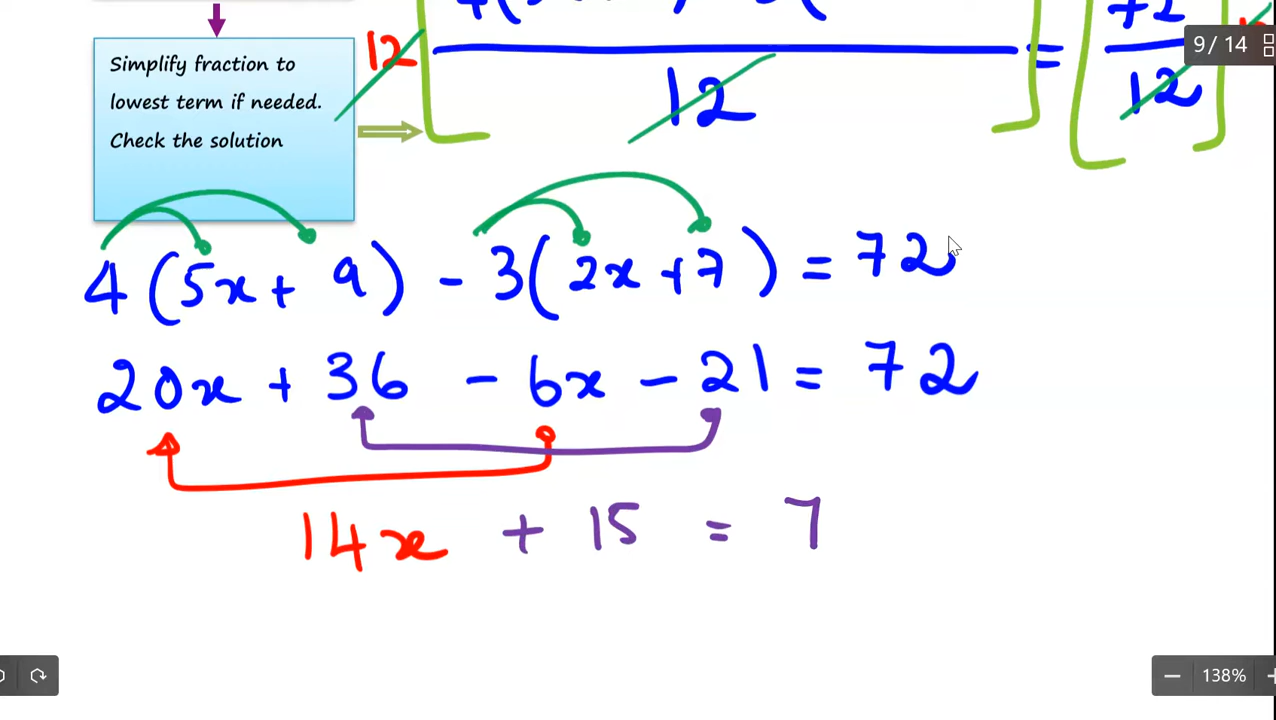 9 / 14
Simplify fraction to
lowest term if needed.
Check the solution
12
12
=
12
4(5x + 9) - 3(2x + 7) = 72
20x + 36 - 6x - 21 = 72
14x + 15 = 7
138%